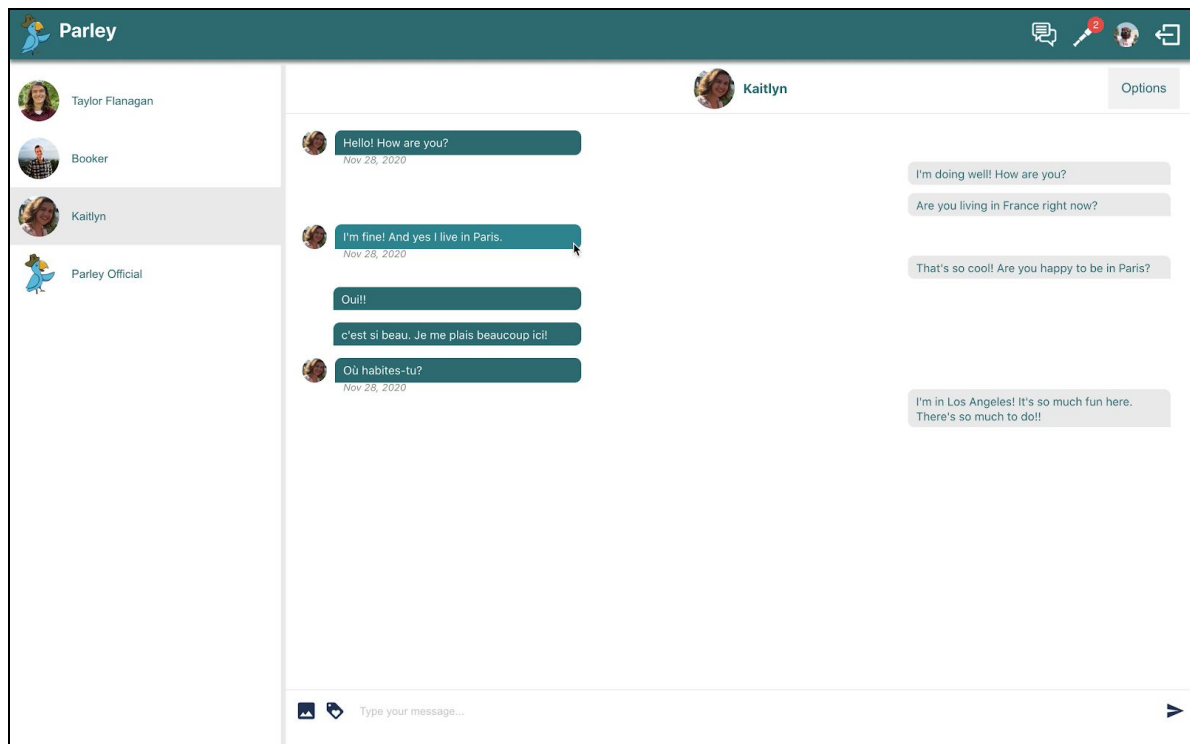 Parley
2
Taylor Flanagan
Booker
Kaitlyn
Parley Official
Kaitlyn
Options
Hello! How are you?
Nov 28, 2020
I'm doing well! How are you?
Are you living in France right now?
I'm fine! And yes I live in Paris.
Nov 28, 2020
That's so cool! Are you happy to be in Paris?
Oui!!
c'est si beau. Je me plais beaucoup ici!
Où habites-tu?
Nov 28, 2020
I'm in Los Angeles! It's so much fun here.
There's so much to do!!
Type your message...